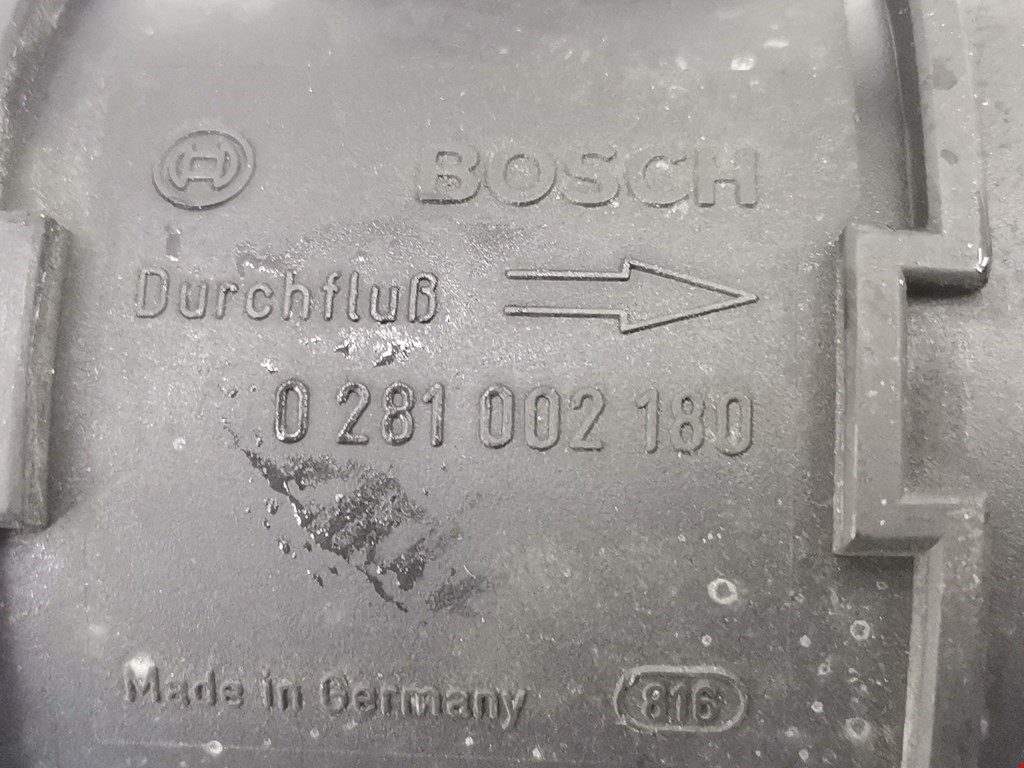 BOSCH
Durchfluß
0 281 002 180
Made in Germany 816